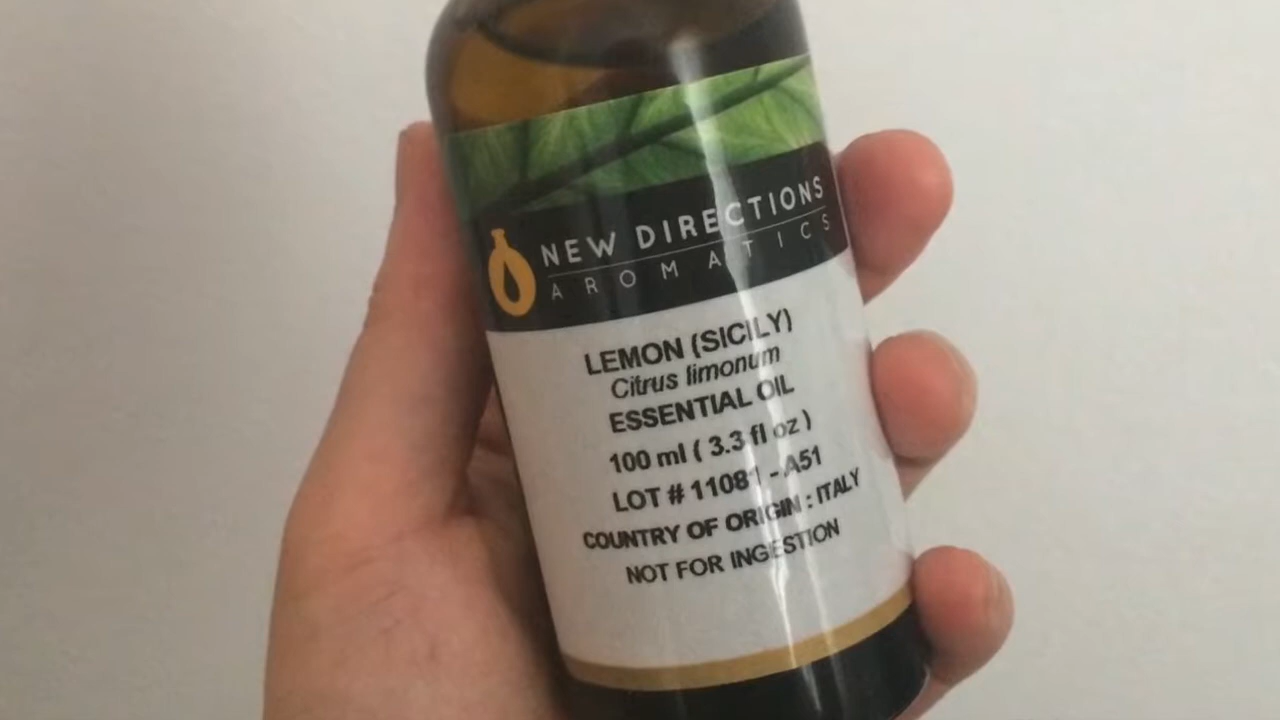 NEW DIRECTIONS
AROMATICS
LEMON (SICILY)
Citrus limonum
ESSENTIAL OIL
100 ml ( 3.3 fl oz )
LOT # 11081 - A51
COUNTRY OF ORIGIN : ITALY
NOT FOR INGESTION